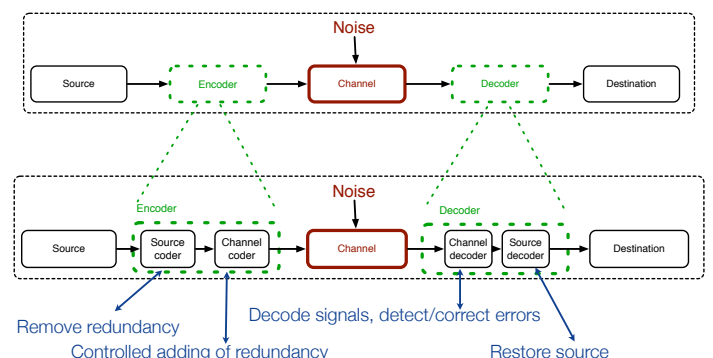 Noise
Source
Encoder
Channel
Decoder
Destination
Noise
Encoder
Decoder
Source
Source
coder
Channel
coder
Channel
Channel
decoder
Source
decoder
Destination
Remove redundancy
Decode signals, detect/correct errors
Controlled adding of redundancy
Restore source